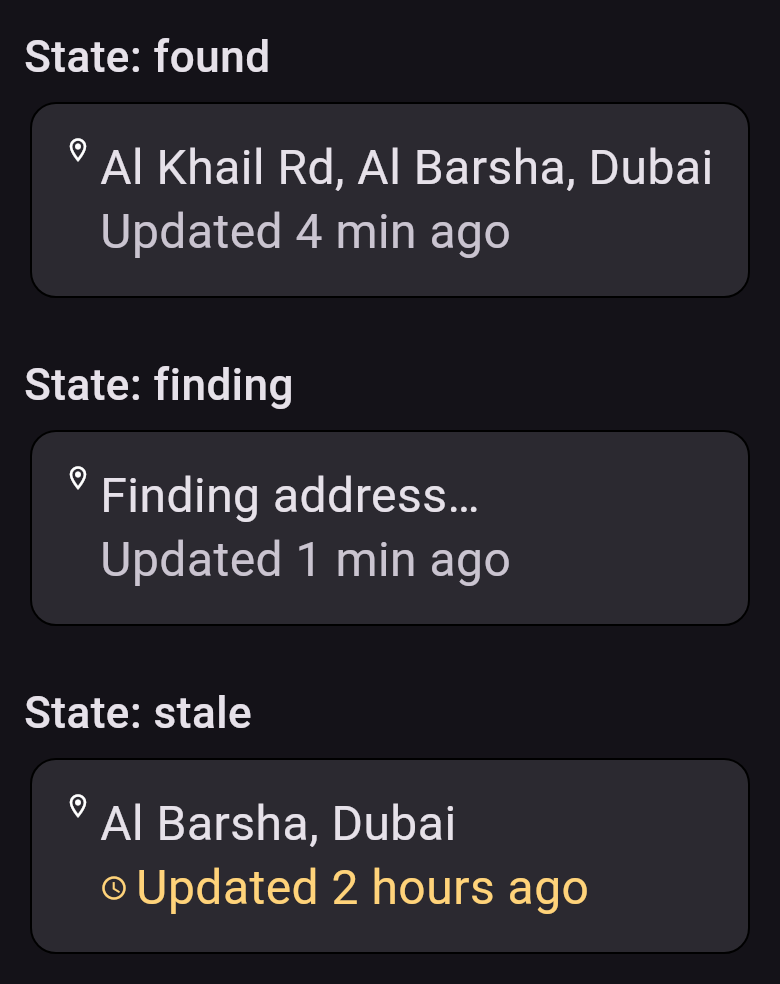 State: found
Al Khail Rd, Al Barsha, Dubai
Updated 4 min ago
State: finding
Finding address…
Updated 1 min ago
State: stale
Al Barsha, Dubai
Updated 2 hours ago